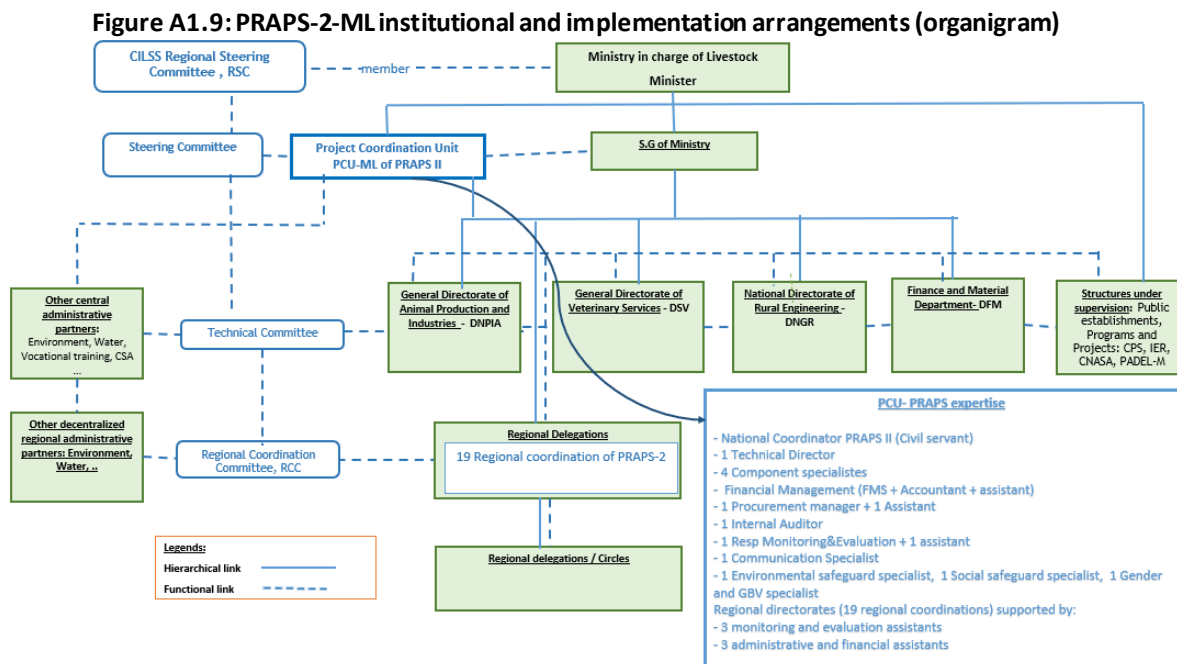 Figure A1.9: PRAPS-2-ML institutional and implementation arrangements (organigram)
CILSS Regional Steering
Committee , RSC
member
Ministry in charge of Livestock
Minister
Steering Committee
Project Coordination Unit
PCU-ML of PRAPS II
S.G of Ministry
Other central
administrative
partners:
Environment, Water,
Vocational training, CSA
...
Technical Committee
General Directorate of
Animal Production and
Industries - DNPIA
General Directorate of
Veterinary Services - DSV
National Directorate of
Rural Engineering -
DNGR
Finance and Material
Department- DFM
Structures under
supervision: Public
establishments,
Programs and
Projects: CPS, IER,
CNASA, PADEL-M
Other decentralized
regional administrative
partners: Environment,
Water, ..
Regional Coordination
Committee, RCC
Regional Delegations
19 Regional coordination of PRAPS-2
Regional delegations / Circles
PCU- PRAPS expertise
- National Coordinator PRAPS II (Civil servant)
- 1 Technical Director
- 4 Component specialistes
- Financial Management (FMS + Accountant + assistant)
- 1 Procurement manager + 1 Assistant
- 1 Internal Auditor
- 1 Resp Monitoring&Evaluation + 1 assistant
- 1 Communication Specialist
- 1 Environmental safeguard specialist, 1 Social safeguard specialist, 1 Gender
and GBV specialist
Regional directorates (19 regional coordinations) supported by:
- 3 monitoring and evaluation assistants
- 3 administrative and financial assistants
Legends:
Hierarchical link
Functional link